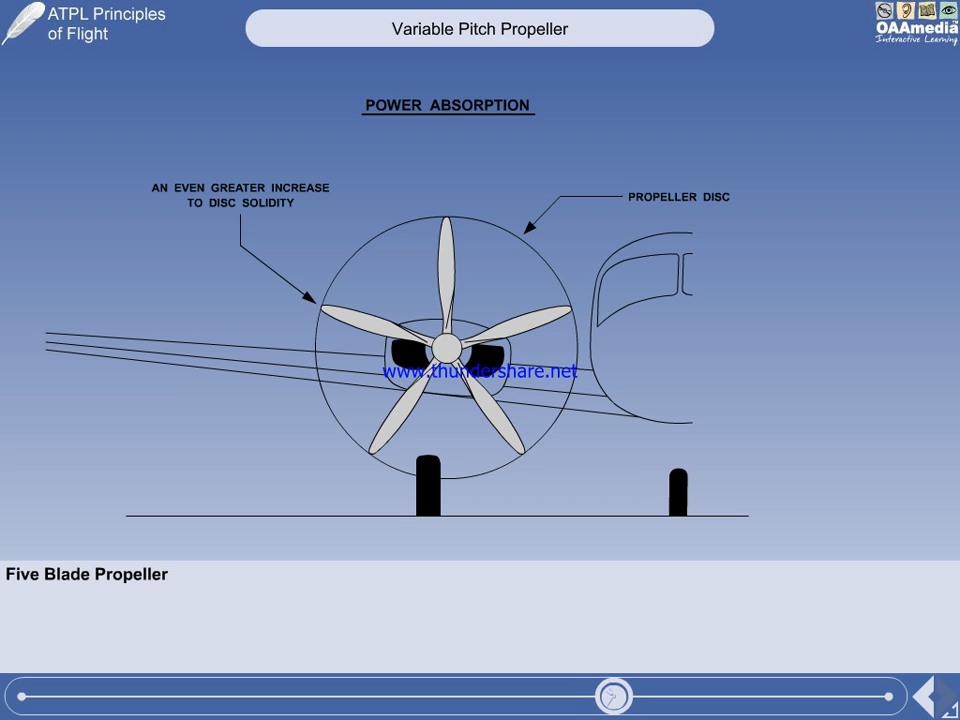 ATPL Principles
of Flight
Variable Pitch Propeller
OAAmedia
Interactive Learning
POWER ABSORPTION
AN EVEN GREATER INCREASE
TO DISC SOLIDITY
PROPELLER DISC
www.thundershare.net
Five Blade Propeller